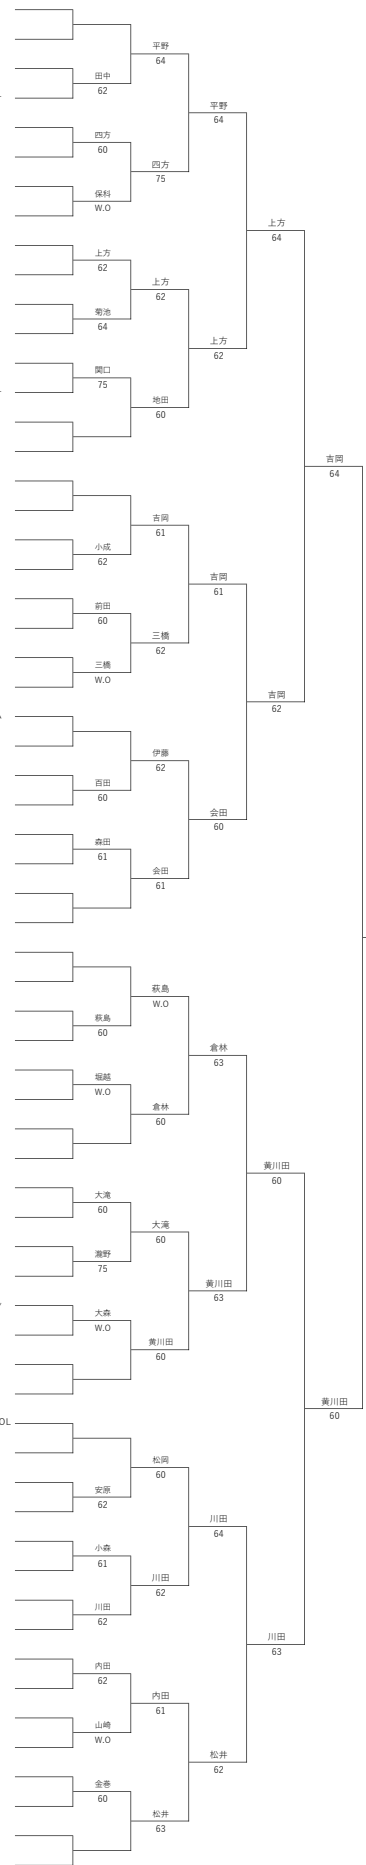 平野
64
田中
62
平野
64
四方
60
四方
75
保科
W.O
上方
64
上方
62
上方
62
菊池
64
上方
62
関口
75
地田
60
吉岡
64
吉岡
61
小成
62
吉岡
61
前田
60
三橋
62
三橋
W.O
吉岡
62
伊藤
62
百田
60
会田
60
森田
61
会田
61
萩島
W.O
萩島
60
倉林
63
堀越
W.O
倉林
60
黄川田
60
大滝
60
大滝
60
瀧野
75
黄川田
63
大森
W.O
黄川田
60
黄川田
60
OL
松岡
60
安原
62
川田
64
小森
61
川田
62
川田
62
川田
63
内田
62
内田
61
山崎
W.O
松井
62
金巻
60
松井
63